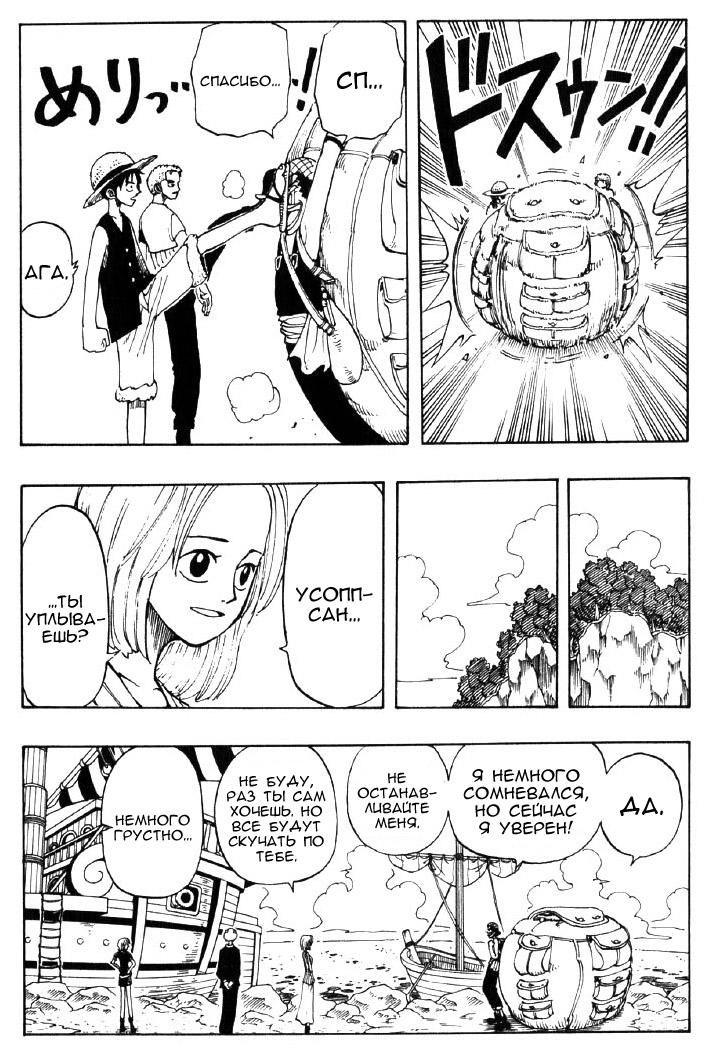 ドスゥン!!
СП...
СПАСИБО...
めりっ!
АГА.
УСОПП-
САН...
...ТЫ
УПЛЫВА-
ЕШЬ?
ДА.
Я НЕМНОГО
СОМНЕВАЛСЯ,
НО СЕЙЧАС
Я УВЕРЕН!
НЕ
ОСТАНАВ-
ЛИВАЙТЕ
МЕНЯ.
НЕ БУДУ,
РАЗ ТЫ САМ
ХОЧЕШЬ. НО
ВСЕ БУДУТ
СКУЧАТЬ ПО
ТЕБЕ.
НЕМНОГО
ГРУСТНО...